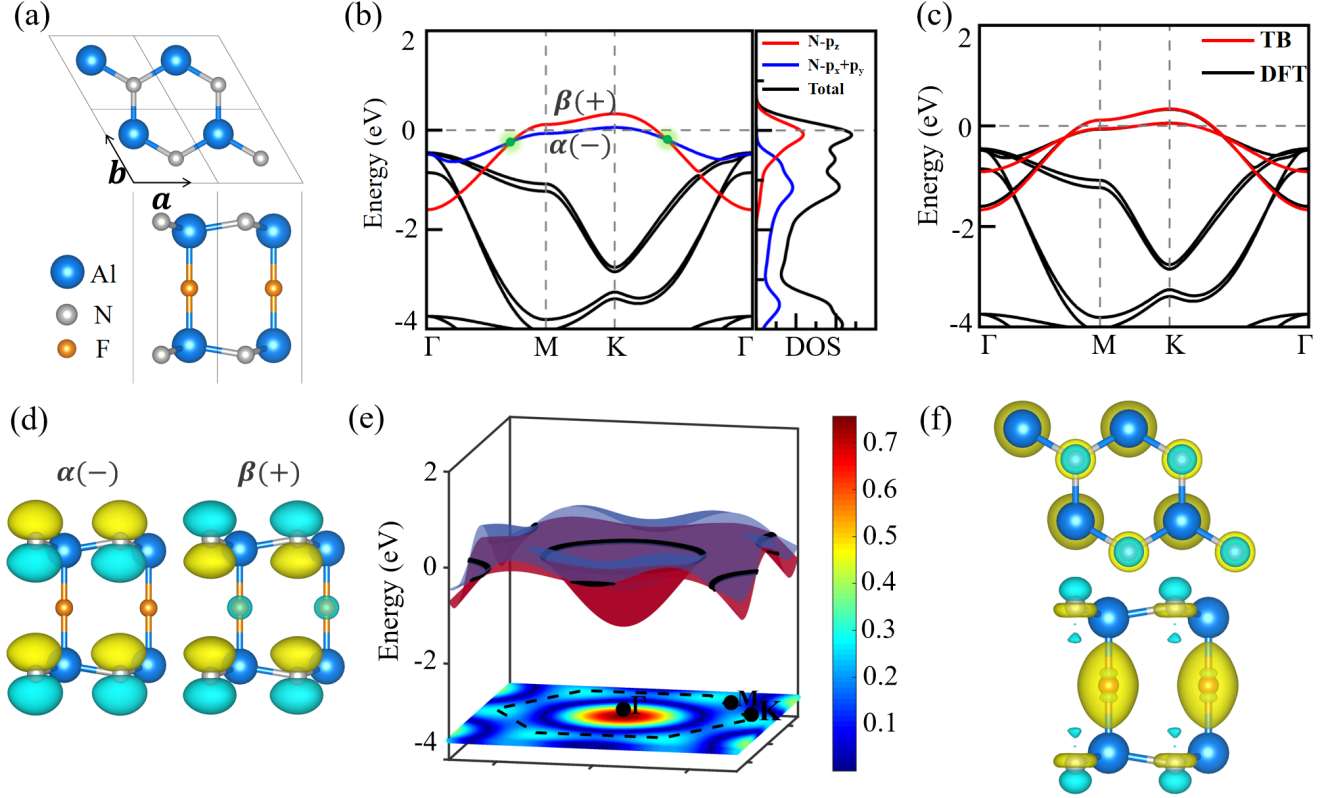 (a)
b
a
Al
N
F
(b)
Energy (eV)
2
0
-2
-4
β(+)
α(−)
Γ
M
K
Γ
N-pz
N-px+py
Total
DOS
(c)
Energy (eV)
2
0
-2
-4
TB
DFT
Γ
M
K
Γ
(d)
α(−)
β(+)
(e)
Energy (eV)
2
0
-2
-4
Γ
M
K
0.7
0.6
0.5
0.4
0.3
0.2
0.1
(f)